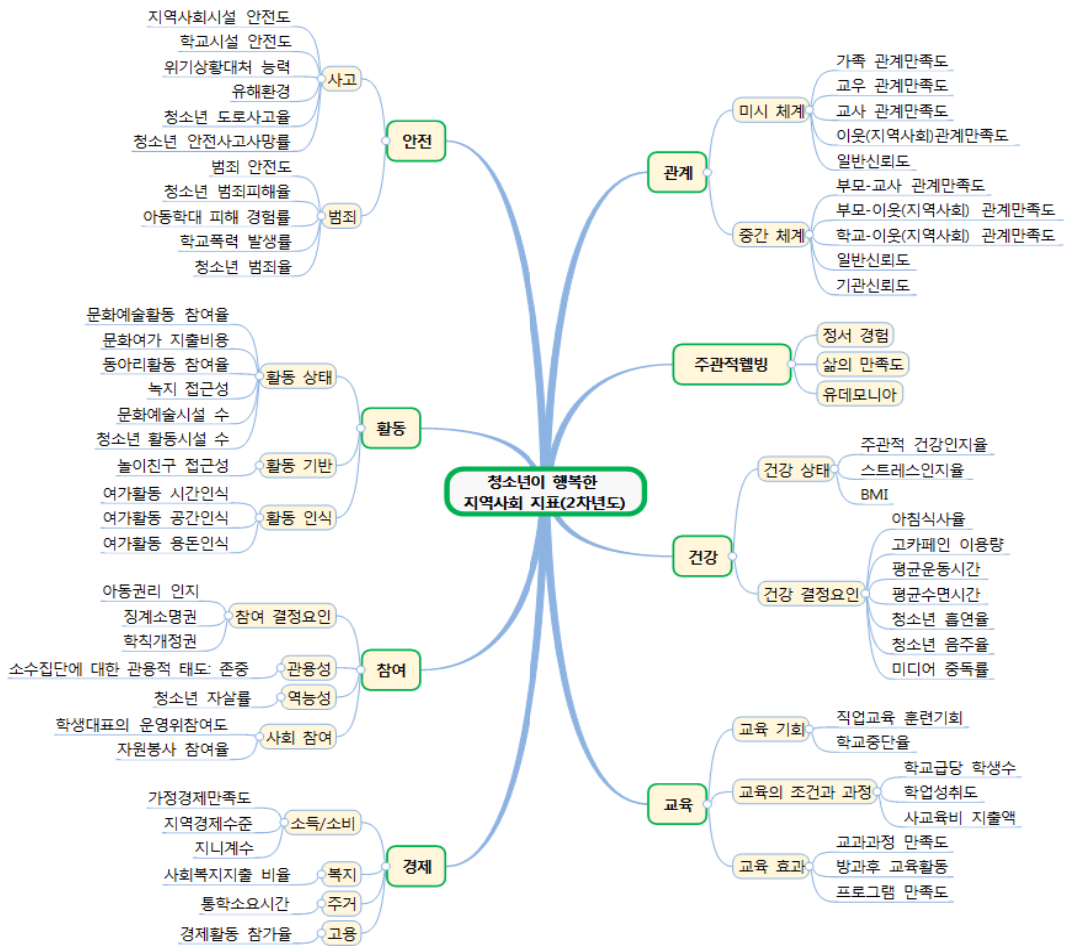 청소년이 행복한
지역사회 지표(2차년도)
안전
사고
지역사회시설 안전도
학교시설 안전도
위기상황대처 능력
유해환경
청소년 도로사고율
청소년 안전사고사망률
범죄
범죄 안전도
청소년 범죄피해율
아동학대 피해 경험률
학교폭력 발생률
청소년 범죄율
활동
활동 상태
문화예술활동 참여율
문화여가 지출비용
동아리활동 참여율
녹지 접근성
문화예술시설 수
청소년 활동시설 수
활동 기반
놀이친구 접근성
활동 인식
여가활동 시간인식
여가활동 공간인식
여가활동 용돈인식
참여
참여 결정요인
아동권리 인지
징계소명권
학칙개정권
관용성
소수집단에 대한 관용적 태도: 존중
역능성
청소년 자살률
사회 참여
학생대표의 운영위참여도
자원봉사 참여율
경제
소득/소비
가정경제만족도
지역경제수준
지니계수
복지
사회복지지출 비율
주거
통학소요시간
고용
경제활동 참가율
관계
미시 체계
가족 관계만족도
교우 관계만족도
교사 관계만족도
이웃(지역사회)관계만족도
일반신뢰도
중간 체계
부모-교사 관계만족도
부모-이웃(지역사회) 관계만족도
학교-이웃(지역사회) 관계만족도
일반신뢰도
기관신뢰도
주관적웰빙
정서 경험
삶의 만족도
유데모니아
건강
건강 상태
주관적 건강인지율
스트레스인지율
BMI
건강 결정요인
아침식사율
고카페인 이용량
평균운동시간
평균수면시간
청소년 흡연율
청소년 음주율
미디어 중독률
교육
교육 기회
직업교육 훈련기회
학교중단율
교육의 조건과 과정
학교급당 학생수
학업성취도
사교육비 지출액
교육 효과
교과과정 만족도
방과후 교육활동
프로그램 만족도